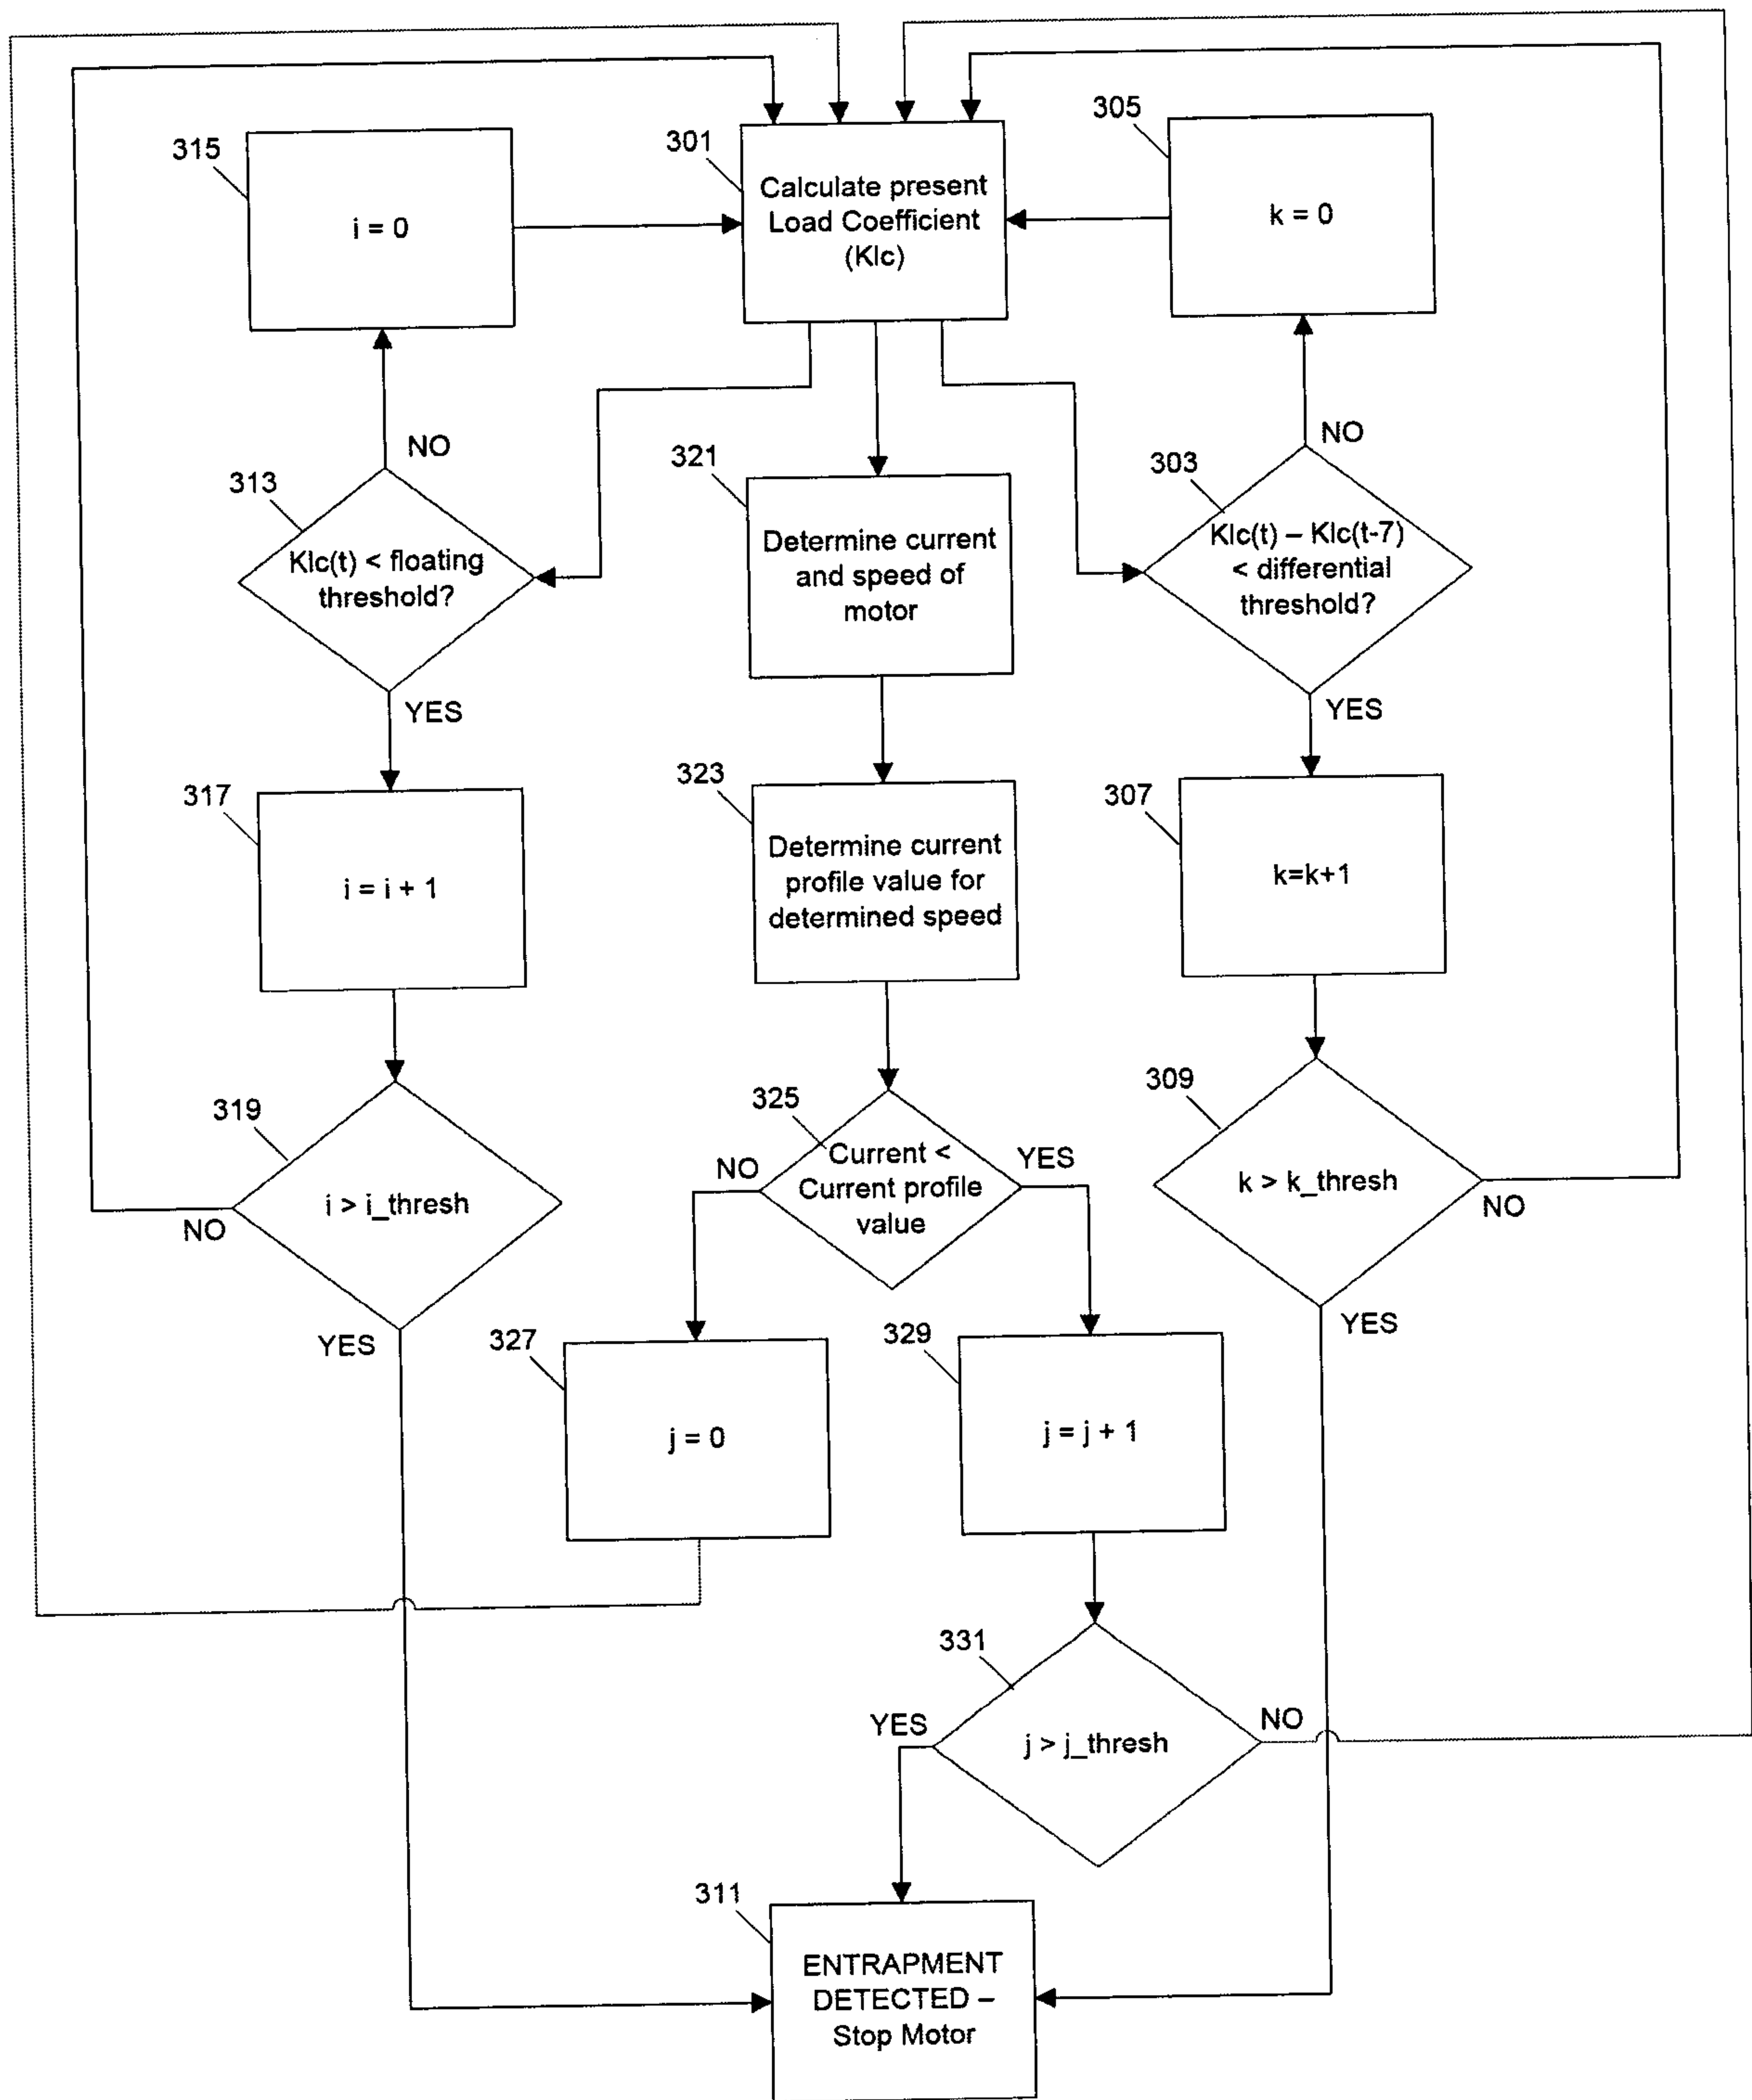 305
315
301
Calculate present
Load Coefficient
(Klc)
i = 0
k = 0
NO
NO
313
321
303
Klc(t) < floating
threshold?
Determine current
and speed of
motor
Klc(t) – Klc(t-7)
< differential
threshold?
YES
YES
317
323
307
i = i + 1
Determine current
profile value for
determined speed
k=k+1
319
325
309
NO
Current <
Current profile
value
YES
i > i_thresh
NO
k > k_thresh
NO
YES
327
329
YES
j = 0
j = j + 1
331
YES
j > j_thresh
NO
311
ENTRAPMENT
DETECTED –
Stop Motor